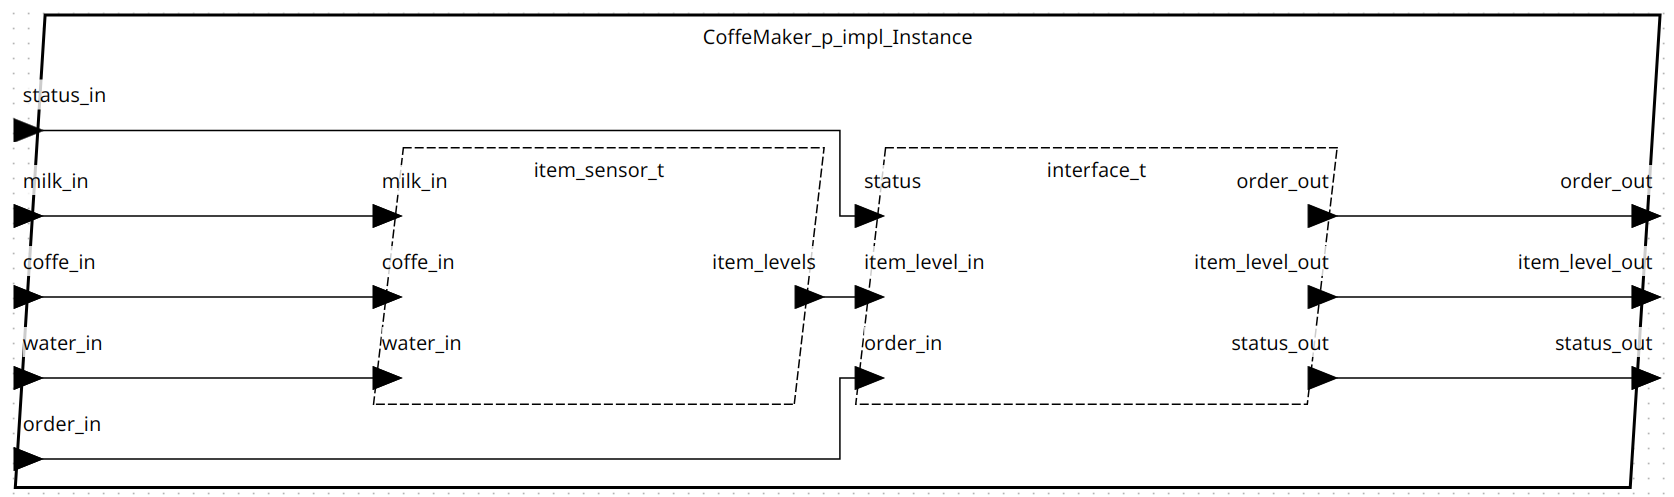 CoffeMaker_p_impl_Instance
status_in
item_sensor_t
interface_t
milk_in
milk_in
status
order_out
order_out
coffe_in
coffe_in
item_levels
item_level_in
item_level_out
item_level_out
water_in
water_in
order_in
status_out
status_out
order_in